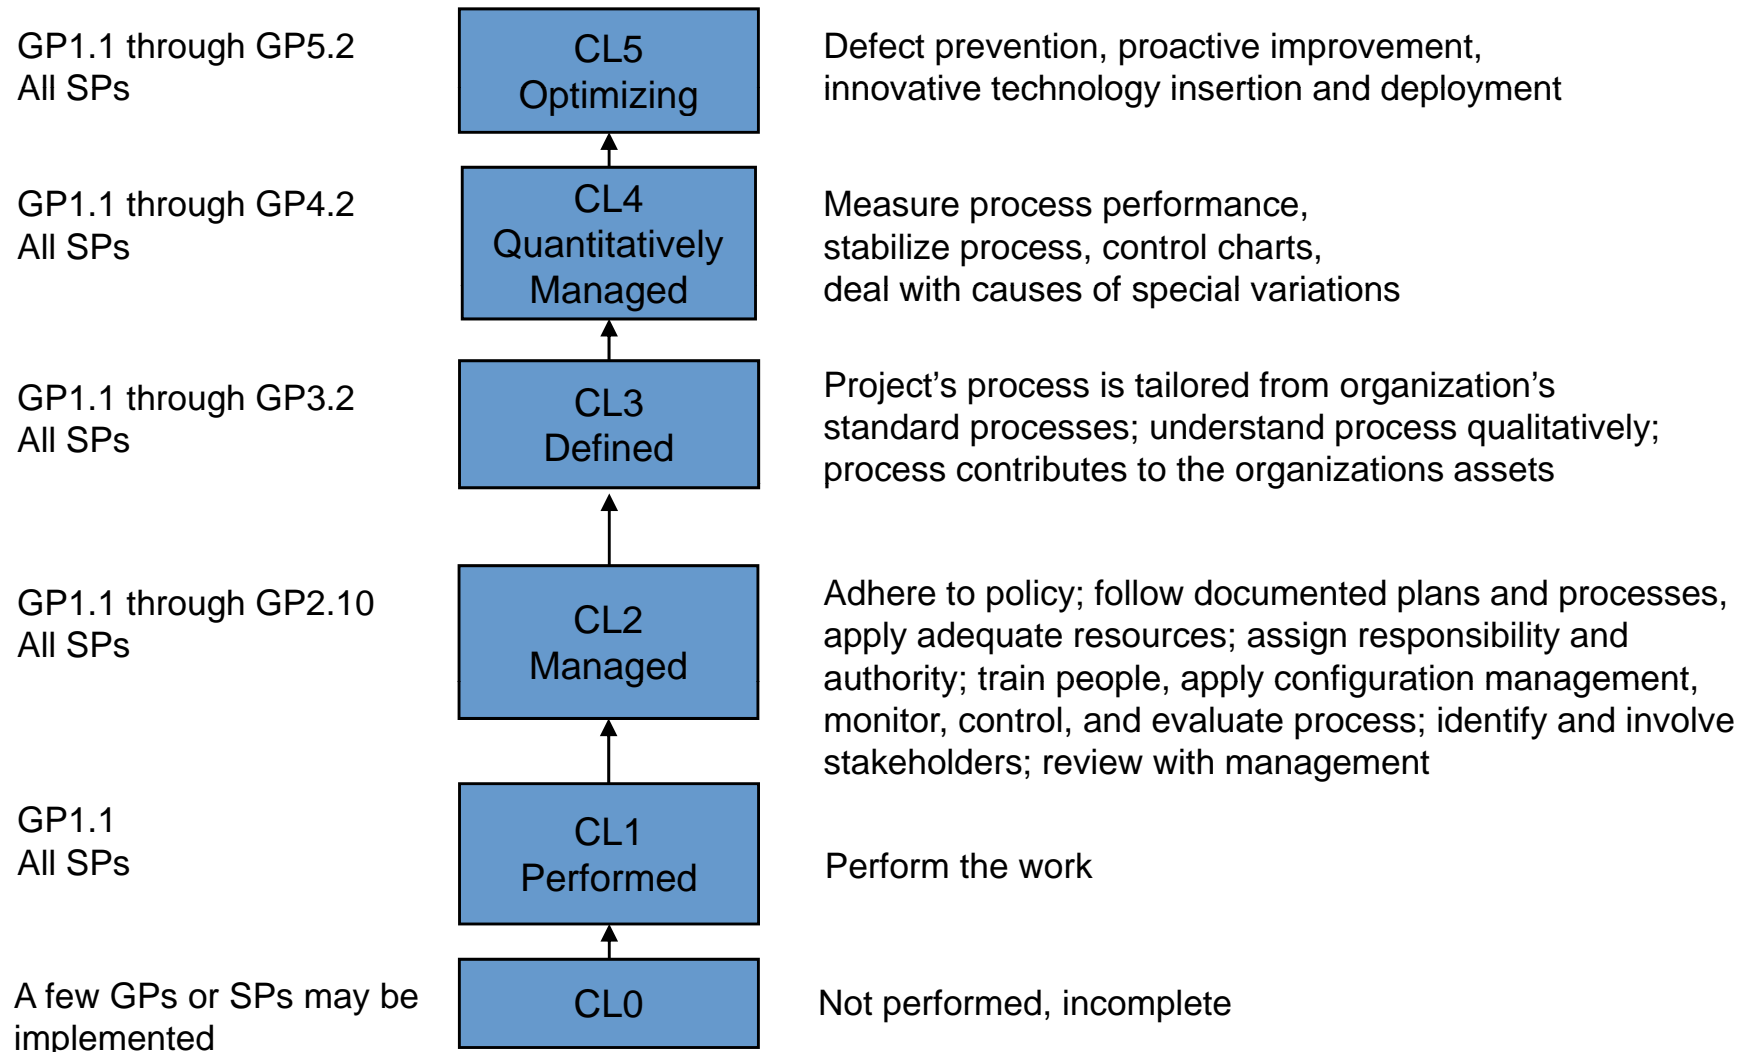 GP1.1 through GP5.2
All SPs
CL5
Optimizing
Defect prevention, proactive improvement,
innovative technology insertion and deployment
GP1.1 through GP4.2
All SPs
CL4
Quantitatively
Managed
Measure process performance,
stabilize process, control charts,
deal with causes of special variations
GP1.1 through GP3.2
All SPs
CL3
Defined
Project’s process is tailored from organization’s
standard processes; understand process qualitatively;
process contributes to the organizations assets
GP1.1 through GP2.10
All SPs
CL2
Managed
Adhere to policy; follow documented plans and processes,
apply adequate resources; assign responsibility and
authority; train people, apply configuration management,
monitor, control, and evaluate process; identify and involve
stakeholders; review with management
GP1.1
All SPs
CL1
Performed
Perform the work
A few GPs or SPs may be
implemented
CL0
Not performed, incomplete